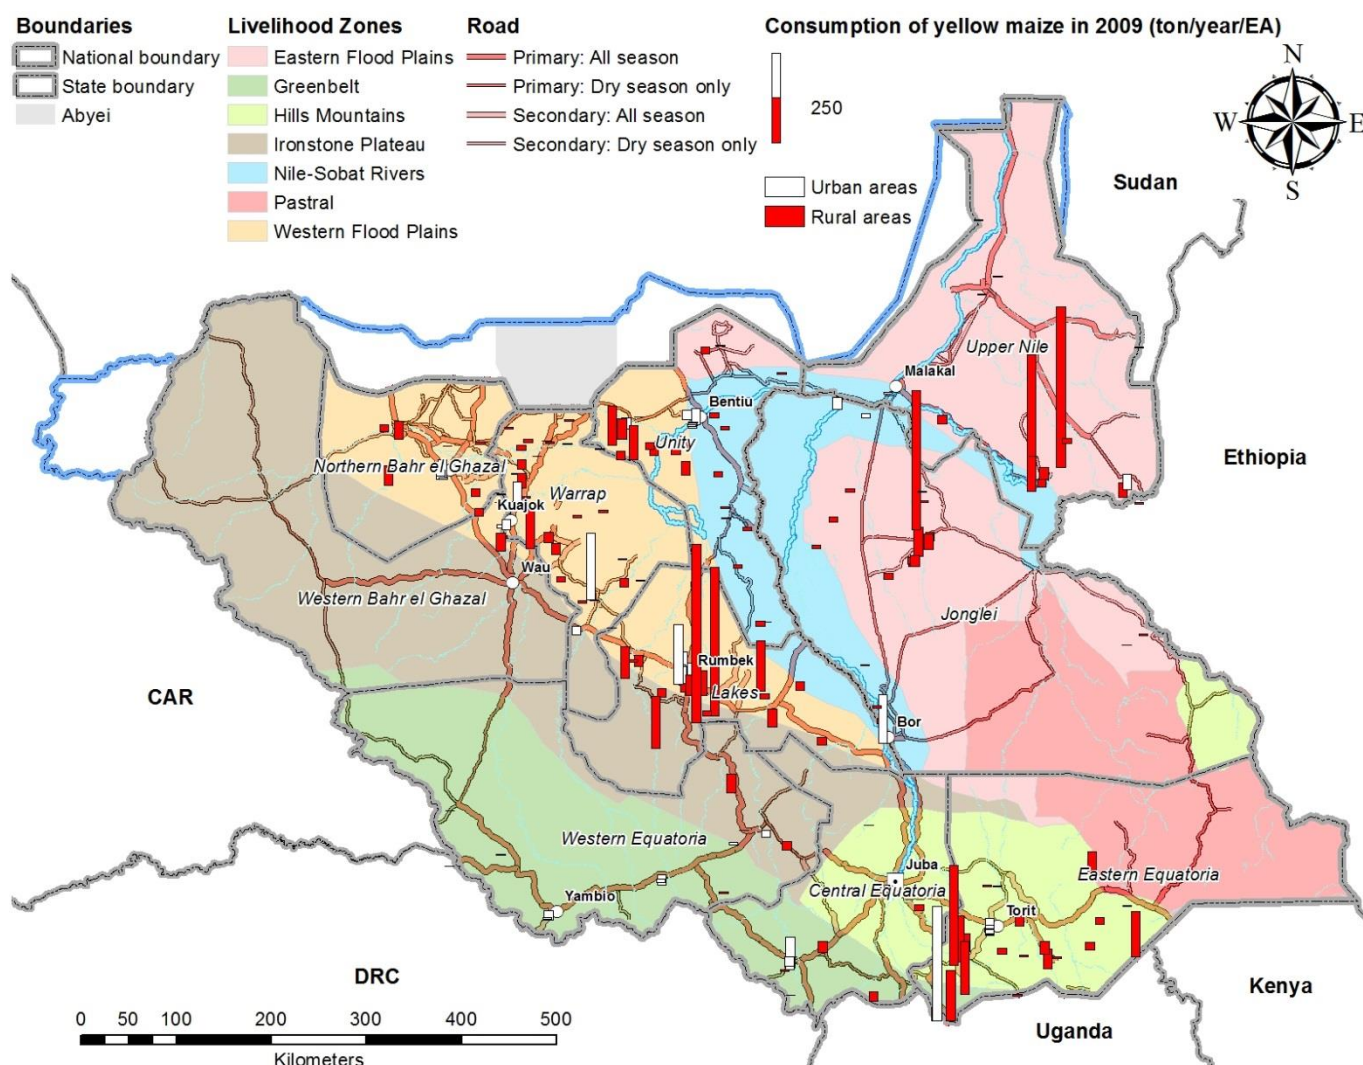 Boundaries
National boundary
State boundary
Abyei
Livelihood Zones
Eastern Flood Plains
Greenbelt
Hills Mountains
Ironstone Plateau
Nile-Sobat Rivers
Pastral
Western Flood Plains
Road
Primary: All season
Primary: Dry season only
Secondary: All season
Secondary: Dry season only
Consumption of yellow maize in 2009 (ton/year/EA)
250
Urban areas
Rural areas
N
W
E
S
Sudan
Upper Nile
Malakal
Bentiu
Unity
Northern Bahr el Ghazal
Warrap
Ethiopia
Kuajok
Wau
Western Bahr el Ghazal
Jonglei
Rumbek
Lakes
CAR
Bor
Western Equatoria
Juba
Central Equatoria
Eastern Equatoria
Yambio
Torit
DRC
Kenya
Uganda
0 50 100 200 300 400 500
Kilometers